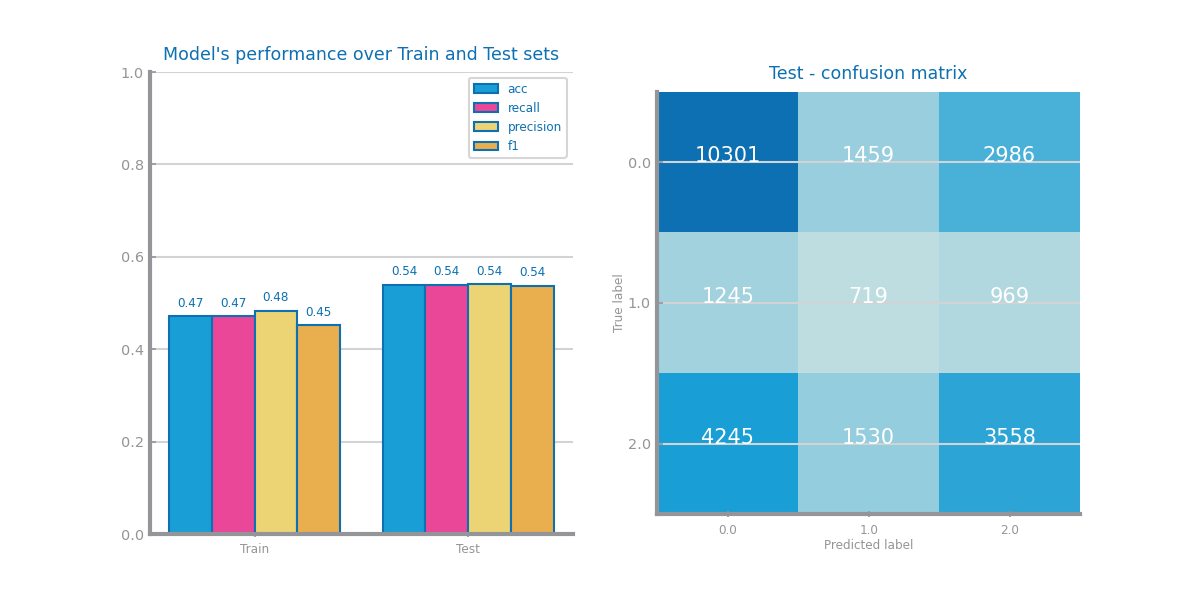 Model's performance over Train and Test sets
1.0
0.8
0.6
0.4
0.2
0.0
acc
recall
precision
f1
0.47 0.47 0.48 0.45
0.54 0.54 0.54 0.54
Train Test
Test - confusion matrix
True label
0.0 10301 1459 2986
1.0 1245 719 969
2.0 4245 1530 3558
0.0 1.0 2.0
Predicted label